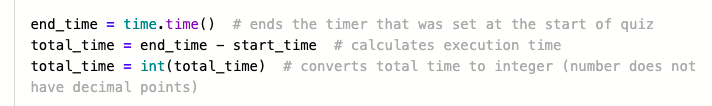 end_time = time.time()  # ends the timer that was set at the start of quiz
total_time = end_time - start_time  # calculates execution time
total_time = int(total_time)  # converts total time to integer (number does not
have decimal points)